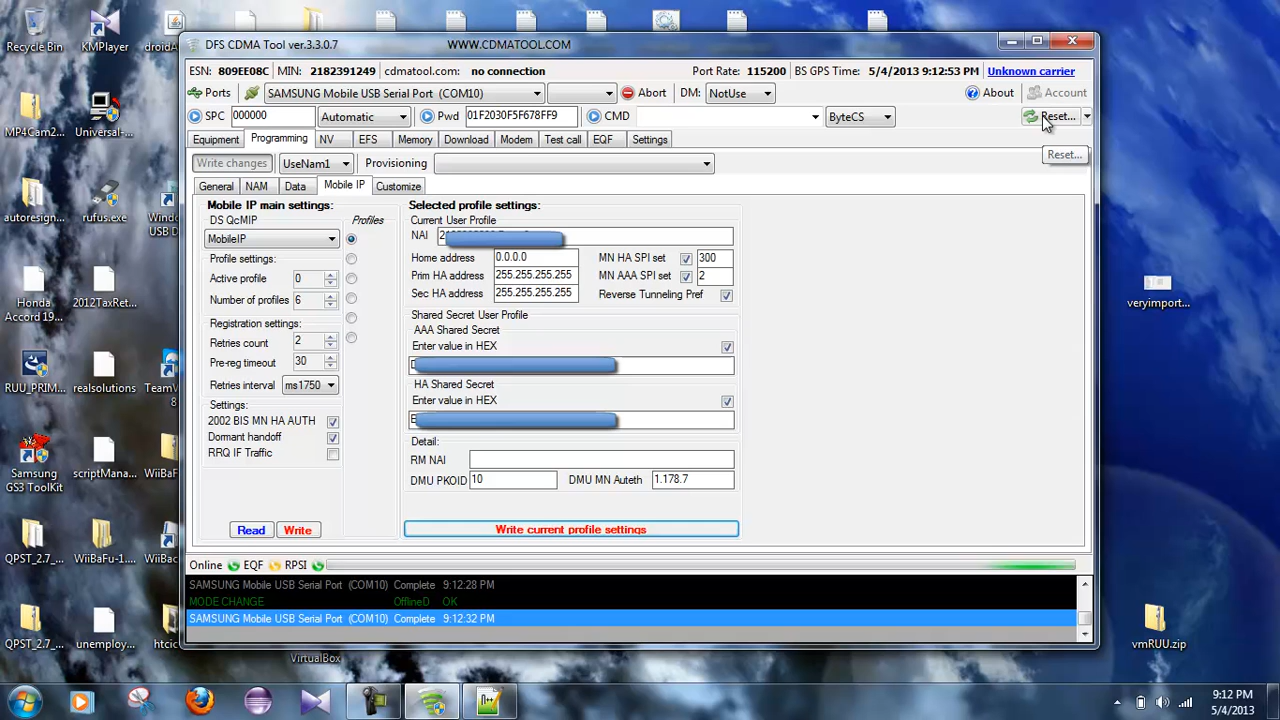 Recycle Bin
KMPlayer
droidA
DFS CDMA Tool ver.3.3.0.7
WWW.CDMATOOL.COM
ESN: 809EE08C
MIN: 2182391249
cdmatool.com: no connection
Port Rate: 115200
BS GPS Time: 5/4/2013 9:12:53 PM
Unknown carrier
Ports
SAMSUNG Mobile USB Serial Port (COM10)
Abort
DM: NotUse
About
Account
SPC 000000
Automatic
Pwd 01F2030F5F678FF9
CMD
ByteCS
Reset...
Equipment
Programming
NV
EFS
Memory
Download
Modem
Test call
EQF
Settings
Reset...
Write changes
UseNam1
Provisioning
General
NAM
Data
Mobile IP
Customize
Mobile IP main settings:
DS QcMIP
Profiles
MobileIP
Profile settings:
Active profile 0
Number of profiles 6
Registration settings:
Retries count 2
Pre-reg timeout 30
Retries interval ms1750
Settings:
2002 BIS MN HA AUTH
Dormant handoff
RRQ IF Traffic
Read
Write
Selected profile settings:
Current User Profile
NAI
Home address 0.0.0.0
MN HA SPI set 300
Prim HA address 255.255.255.255
MN AAA SPI set 2
Sec HA address 255.255.255.255
Reverse Tunneling Pref
Shared Secret User Profile
AAA Shared Secret
Enter value in HEX
HA Shared Secret
Enter value in HEX
Detail:
RM NAI
DMU PKOID 10
DMU MN Auteth 1.178.7
Write current profile settings
Online
EQF
RPSI
SAMSUNG Mobile USB Serial Port (COM10) Complete 9:12:28 PM
MODE CHANGE OfflineD OK
SAMSUNG Mobile USB Serial Port (COM10) Complete 9:12:32 PM
MP4Cam2...
Universal-...
autoresign...
rufus.exe
Windo
USB D
Honda
Accord 19...
2012TaxRet...
RUU_PRIM...
realsolutions
TeamV
8
Samsung
GS3 ToolKit
scriptMana...
WiiBaF
QPST_2.7_...
WiiBaFu-1....
WiiBac
QPST_2.7_...
unemploy...
htcic
VirtualBox
veryimport...
vmRUU.zip
9:12 PM
5/4/2013